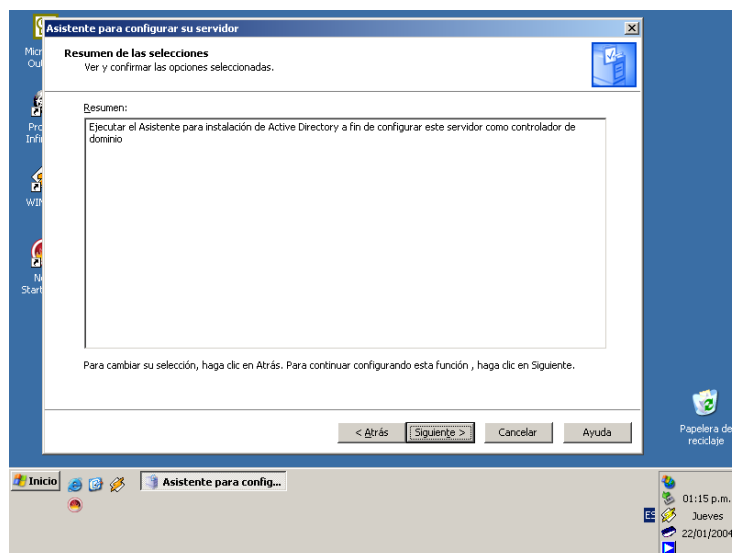 Asistente para configurar su servidor
Resumen de las selecciones
Ver y confirmar las opciones seleccionadas.
Resumen:
Ejecutar el Asistente para instalación de Active Directory a fin de configurar este servidor como controlador de
dominio
Para cambiar su selección, haga clic en Atrás. Para continuar configurando esta función , haga clic en Siguiente.
< Atrás
Siguiente >
Cancelar
Ayuda
Papelera de
reciclaje
Inicio
Asistente para config...
ES
01:15 p.m.
Jueves
22/01/2004